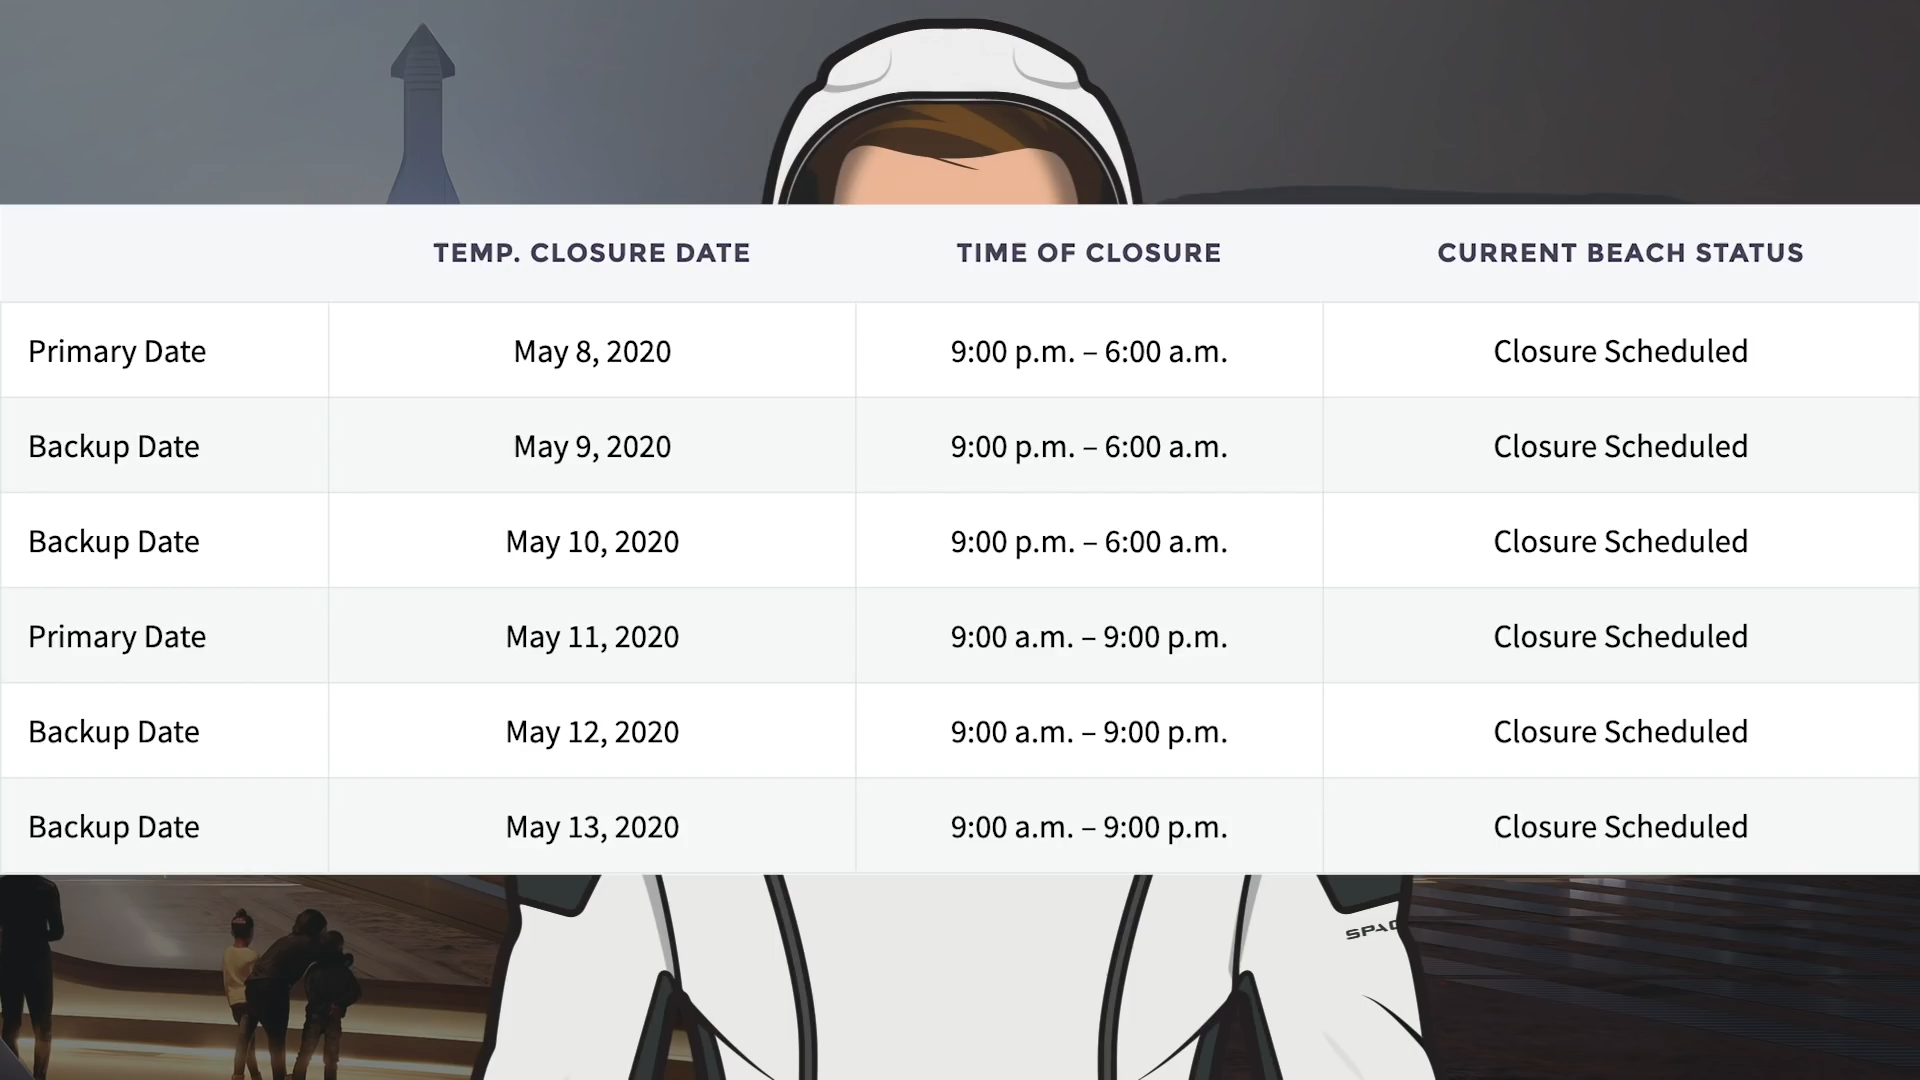 TEMP. CLOSURE DATE TIME OF CLOSURE CURRENT BEACH STATUS
Primary Date May 8, 2020 9:00 p.m. – 6:00 a.m. Closure Scheduled
Backup Date May 9, 2020 9:00 p.m. – 6:00 a.m. Closure Scheduled
Backup Date May 10, 2020 9:00 p.m. – 6:00 a.m. Closure Scheduled
Primary Date May 11, 2020 9:00 a.m. – 9:00 p.m. Closure Scheduled
Backup Date May 12, 2020 9:00 a.m. – 9:00 p.m. Closure Scheduled
Backup Date May 13, 2020 9:00 a.m. – 9:00 p.m. Closure Scheduled